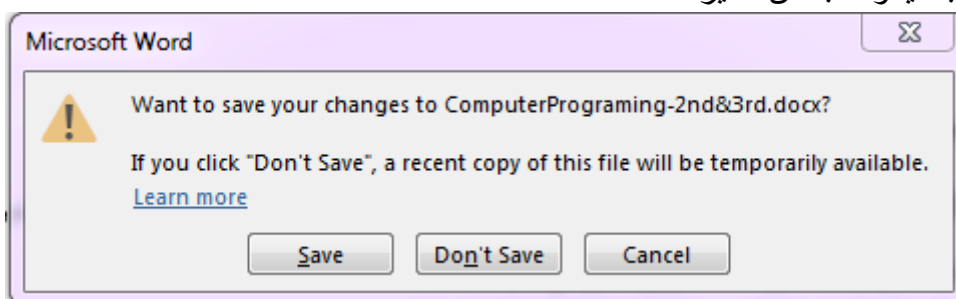 Microsoft Word
Want to save your changes to ComputerPrograming-2nd&3rd.docx?
If you click "Don't Save", a recent copy of this file will be temporarily available.
Learn more
Save Don't Save Cancel